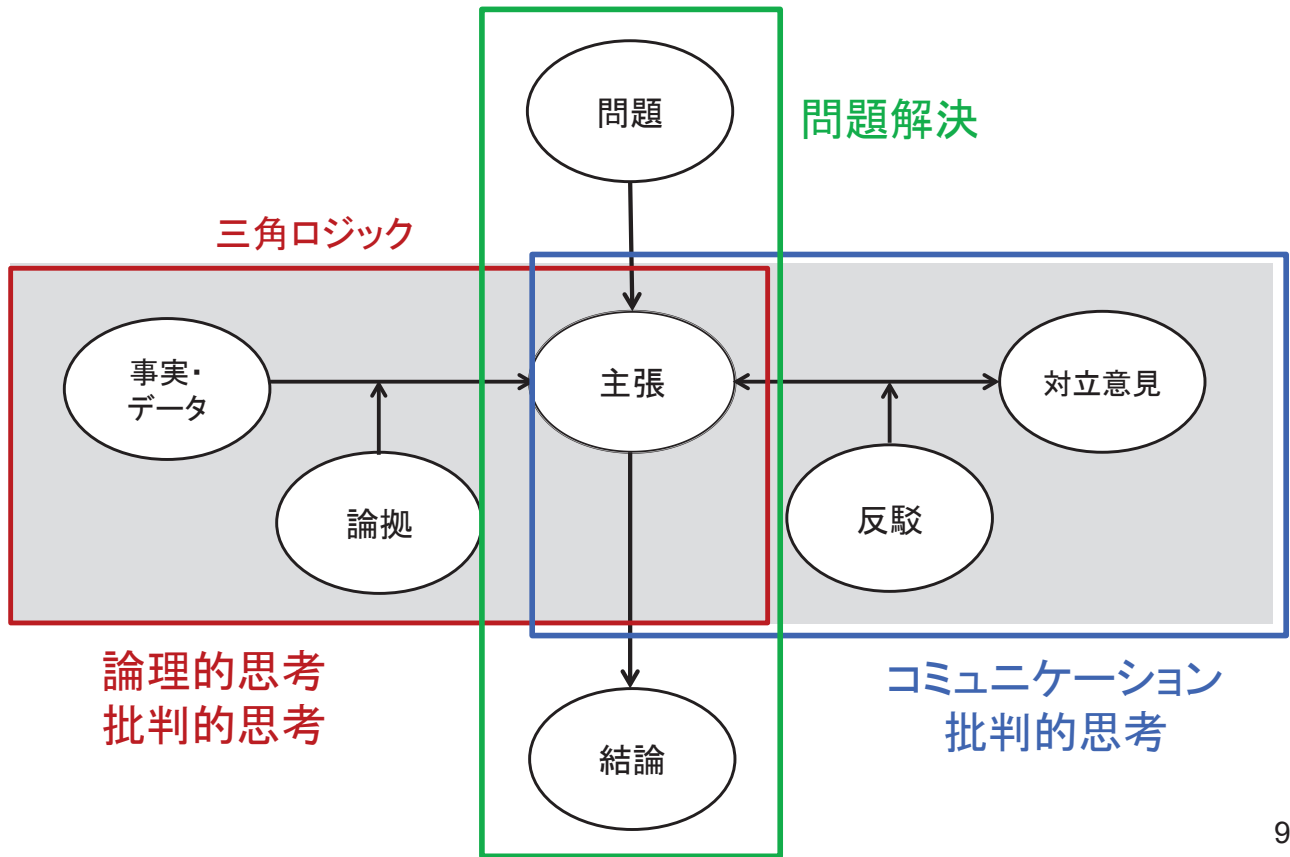 問題
問題解決
三角ロジック
事実・
データ
主張
対立意見
論拠
反駁
論理的思考
批判的思考
コミュニケーション
批判的思考
結論
9